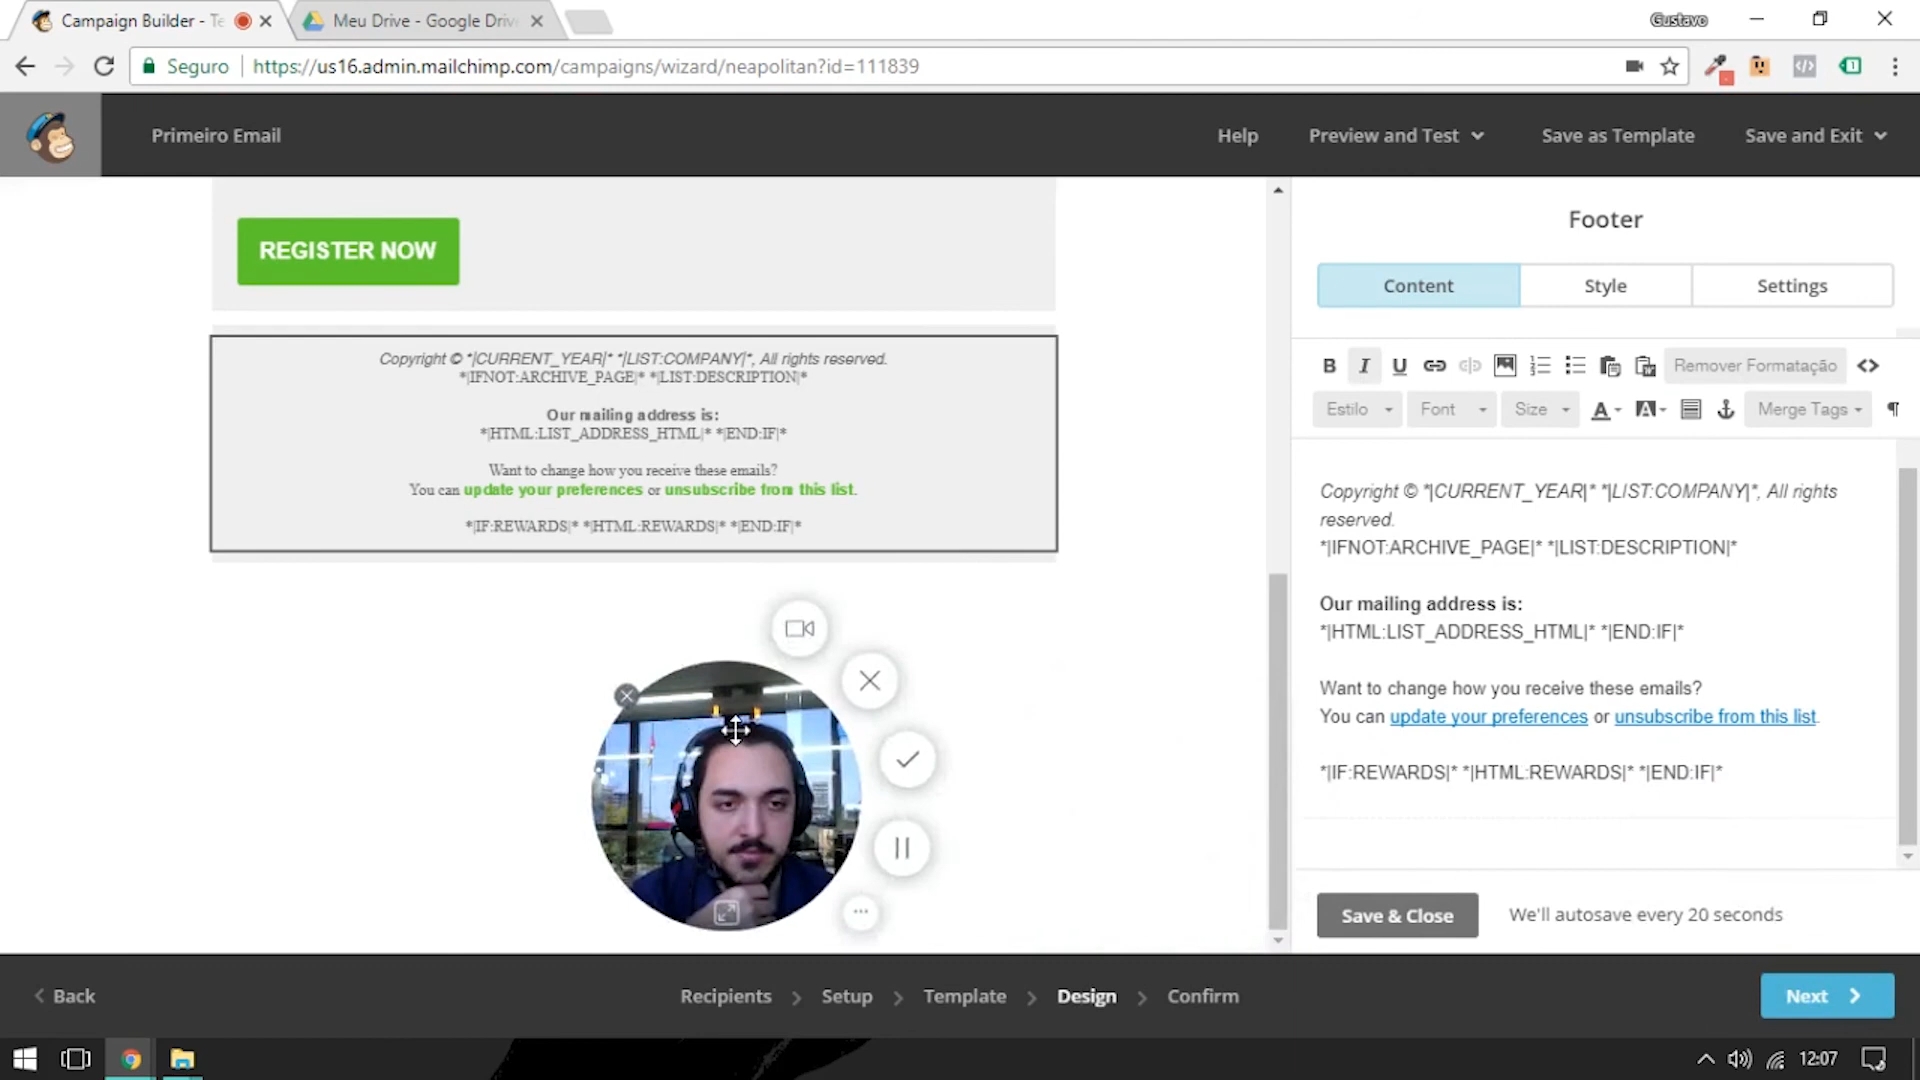 Campaign Builder - Te
Meu Drive - Google Drive
Gustavo
Seguro
https://us16.admin.mailchimp.com/campaigns/wizard/neapolitan?id=111839
Primeiro Email
Help
Preview and Test
Save as Template
Save and Exit
REGISTER NOW
Copyright © *|CURRENT_YEAR|* *|LIST:COMPANY|*, All rights reserved.
*|IFNOT:ARCHIVE_PAGE|* *|LIST:DESCRIPTION|*
Our mailing address is:
*|HTML:LIST_ADDRESS_HTML|* *|END:IF|*
Want to change how you receive these emails?
You can update your preferences or unsubscribe from this list.
*|IF:REWARDS|* *|HTML:REWARDS|* *|END:IF|*
Footer
Content
Style
Settings
B I U
Remover Formatação
Estilo
Font
Size
A
A
Merge Tags
Copyright © *|CURRENT_YEAR|* *|LIST:COMPANY|*, All rights
reserved.
*|IFNOT:ARCHIVE_PAGE|* *|LIST:DESCRIPTION|*
Our mailing address is:
*|HTML:LIST_ADDRESS_HTML|* *|END:IF|*
Want to change how you receive these emails?
You can update your preferences or unsubscribe from this list.
*|IF:REWARDS|* *|HTML:REWARDS|* *|END:IF|*
Save & Close
We'll autosave every 20 seconds
Back
Recipients
Setup
Template
Design
Confirm
Next
12:07